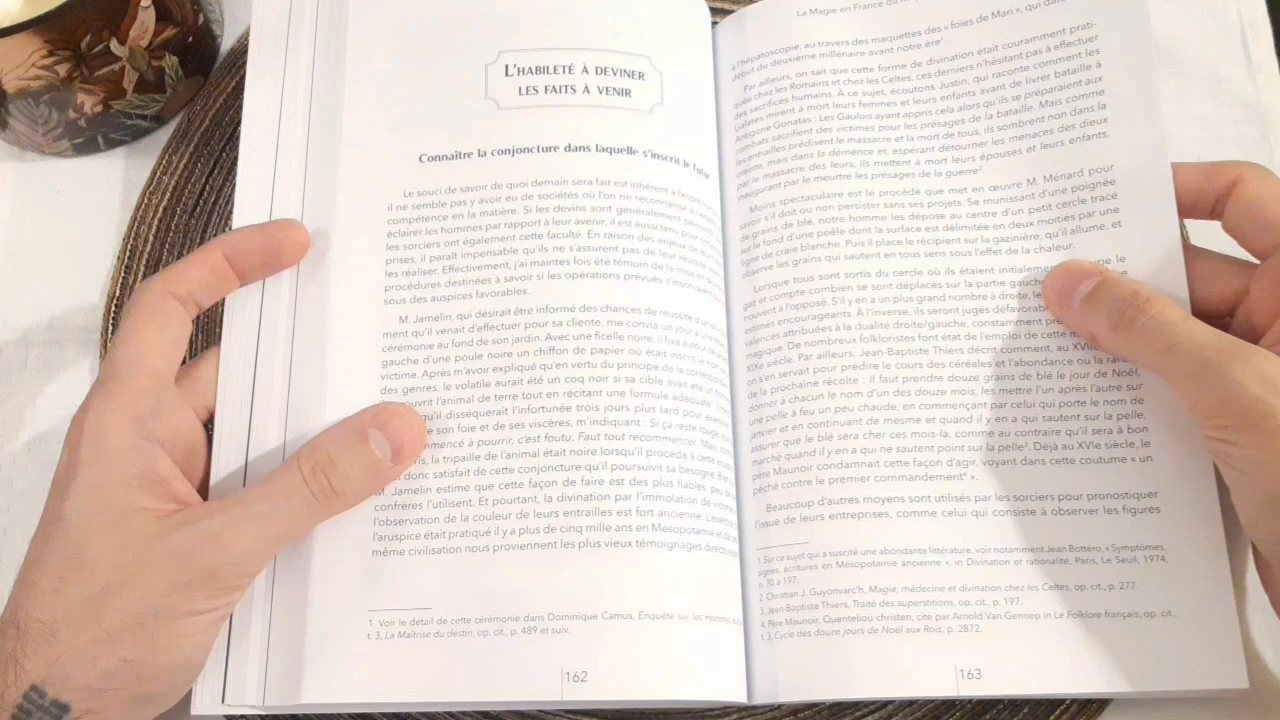 L'HABILETÉ À DEVINER
LES FAITS À VENIR
Connaître la conjoncture dans laquelle s'inscrit le futur
Le souci de savoir de quoi demain sera fait est inhérent à
il ne semble pas y avoir eu de sociétés où l'on ne reconnaisse à
compétence en la matière. Si les devins sont généralement
éclairer les hommes par rapport à leur avenir, il est aussi tenu pour
les sorciers ont également cette faculté. En raison des enjeux de leur
prises, il paraît impensable qu'ils ne s'assurent pas de leur réussite
les réaliser. Effectivement, j'ai maintes fois été témoin de la mise en
procédures destinées à savoir si les opérations prévues s'inscrivaient
sous des auspices favorables.
M. Jamelin, qui désirait être informé des chances de réussite d'un
ment qu'il venait d'effectuer pour sa cliente, me convia un jour à une
cérémonie au fond de son jardin. Avec une ficelle noire, il fixa autour de
gauche d'une poule noire un chiffon de papier où était inscrit le nom
victime. Après m'avoir expliqué qu'en vertu du principe de la
des genres, le volatile aurait été un coq noir si sa cible avait été un
ouvrit l'animal de terre tout en récitant une formule adéquate
qu'il disséquerait l'infortunée trois jours plus tard pour
son foie et de ses viscères, m'indiquant : Si ça reste rouge,
mmencé à pourrir, c'est foutu. Faut tout recommencer. Mais,
la tripaille de l'animal était noire lorsqu'il procéda à cette
donc satisfait de cette conjoncture qu'il poursuivit sa besogne.
M. Jamelin estime que cette façon de faire est des plus fiables, peu de
confrères l'utilisent. Et pourtant, la divination par l'immolation de
l'observation de la couleur de leurs entrailles est fort ancienne. L'
l'aruspice était pratiqué il y a plus de cinq mille ans en Mésopotamie et de
même civilisation nous proviennent les plus vieux témoignages directs
1. Voir le détail de cette cérémonie dans Dominique Camus, Enquête sur les Hommes
t. 3, La Maîtrise du destin, op. cit., p. 489 et suiv.
162
La Magie en France du
à l'hépatoscopie, au travers des maquettes des « foies de Mari », qui
début du deuxième millénaire avant notre ère¹.
Par ailleurs, on sait que cette forme de divination était couramment prati-
quée chez les Romains et chez les Celtes, ces derniers n'hésitant pas à effectuer
des sacrifices humains. À ce sujet, écoutons Justin, qui raconte comment les
Galates mirent à mort leurs femmes et leurs enfants avant de livrer bataille à
Antigone Gonatas : Les Gaulois ayant appris cela alors qu'ils se préparaient aux
combats sacrifient des victimes pour les présages de la bataille. Mais comme
les entrailles prédisent le massacre et la mort de tous, ils sombrent non dans la
crainte, mais dans la démence et, espérant détourner les menaces des dieux
par le massacre des leurs, ils mettent à mort leurs épouses et leurs enfants,
inaugurant par le meurtre les présages de la guerre².
Moins spectaculaire est le procédé que met en œuvre M. Ménard pour
savoir s'il doit ou non persister dans ses projets. Se munissant d'une poignée
de grains de blé, notre homme les dépose au centre d'un petit cercle tracé
sur le fond d'une poêle dont la surface est délimitée en deux moitiés par une
ligne de craie blanche. Puis il place le récipient sur la gazinière, qu'il allume, et
observe les grains qui sautent en tous sens sous l'effet de la chaleur.
Lorsque tous sont sortis du cercle où ils étaient initialement le
gaz et compte combien se sont déplacés sur la partie gauche
trouvent à l'opposé. S'il y en a un plus grand nombre à droite, les
estimés encourageants. À l'inverse, ils seront jugés défavorab
valences attribuées à la dualité droite/gauche, constamment
magique. De nombreux folkloristes font état de l'emploi de cette
XIXe siècle. Par ailleurs, Jean-Baptiste Thiers décrit comment, au
on s'en servait pour prédire le cours des céréales et l'abondance ou la
de la prochaine récolte : Il faut prendre douze grains de blé le jour de Noël,
donner à chacun le nom d'un des douze mois, les mettre l'un après l'autre sur
une pelle à feu un peu chaude, en commençant par celui qui porte le nom de
janvier et en continuant de mesme et quand il y en a qui sautent sur la pelle,
assurer que le blé sera cher ces mois-là, comme au contraire qu'il sera à bon
marché quand il y en a qui ne sautent point sur la pelle³. Déjà au XVIe siècle, le
père Maunoir condamnait cette façon d'agir, voyant dans cette coutume « un
péché contre le premier commandement⁴ ».
Beaucoup d'autres moyens sont utilisés par les sorciers pour pronostiquer
l'issue de leurs entreprises, comme celui qui consiste à observer les figures
1. Sur ce sujet qui a suscité une abondante littérature, voir notamment Jean Bottéro, « Symptômes,
signes, écritures en Mésopotamie ancienne », in Divination et rationalité, Paris, Le Seuil, 1974,
p. 70 à 197.
2. Christian J. Guyonvarc'h, Magie, médecine et divination chez les Celtes, op. cit., p. 277.
3. Jean-Baptiste Thiers, Traité des superstitions, op. cit., p. 197.
4. Père Maunoir, Quenteliou christen, cité par Arnold Van Gennep in Le Folklore français, op. cit.,
t. 3, Cycle des douze jours de Noël aux Rois, p. 2872.
163